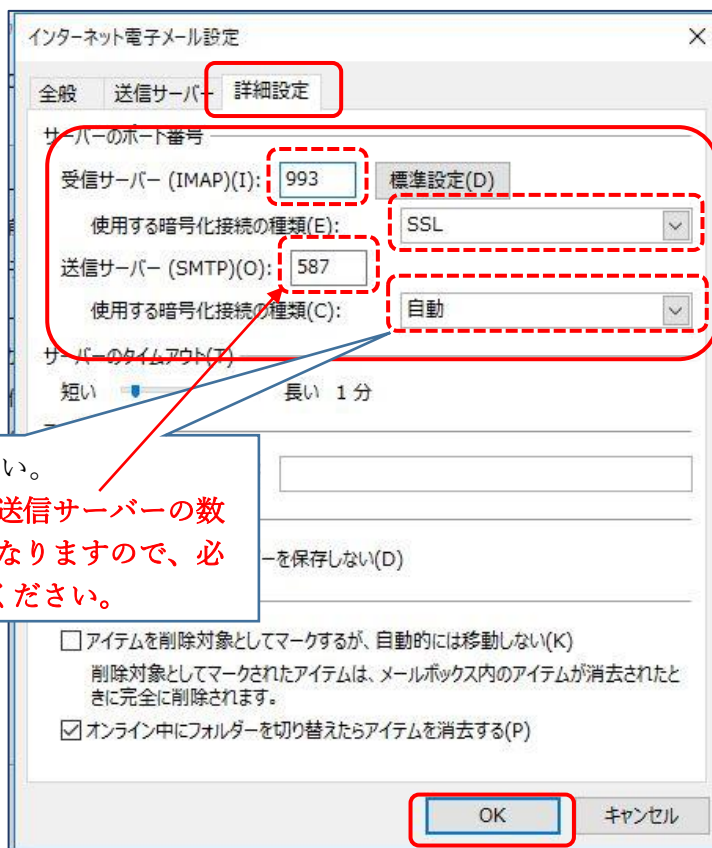 インターネット電子メール設定
全般 送信サーバー 詳細設定
サーバーのポート番号
受信サーバー (IMAP)(I): 993 標準設定(D)
使用する暗号化接続の種類(E): SSL
送信サーバー (SMTP)(O): 587
使用する暗号化接続の種類(C): 自動
サーバーのタイムアウト(T)
短い 長い 1 分
い。
送信サーバーの数
なりますので、必
ください。
ーを保存しない(D)
アイテムを削除対象としてマークするが、自動的には移動しない(K)
削除対象としてマークされたアイテムは、メールボックス内のアイテムが消去されたと
きに完全に削除されます。
オンライン中にフォルダーを切り替えたらアイテムを消去する(P)
OK キャンセル